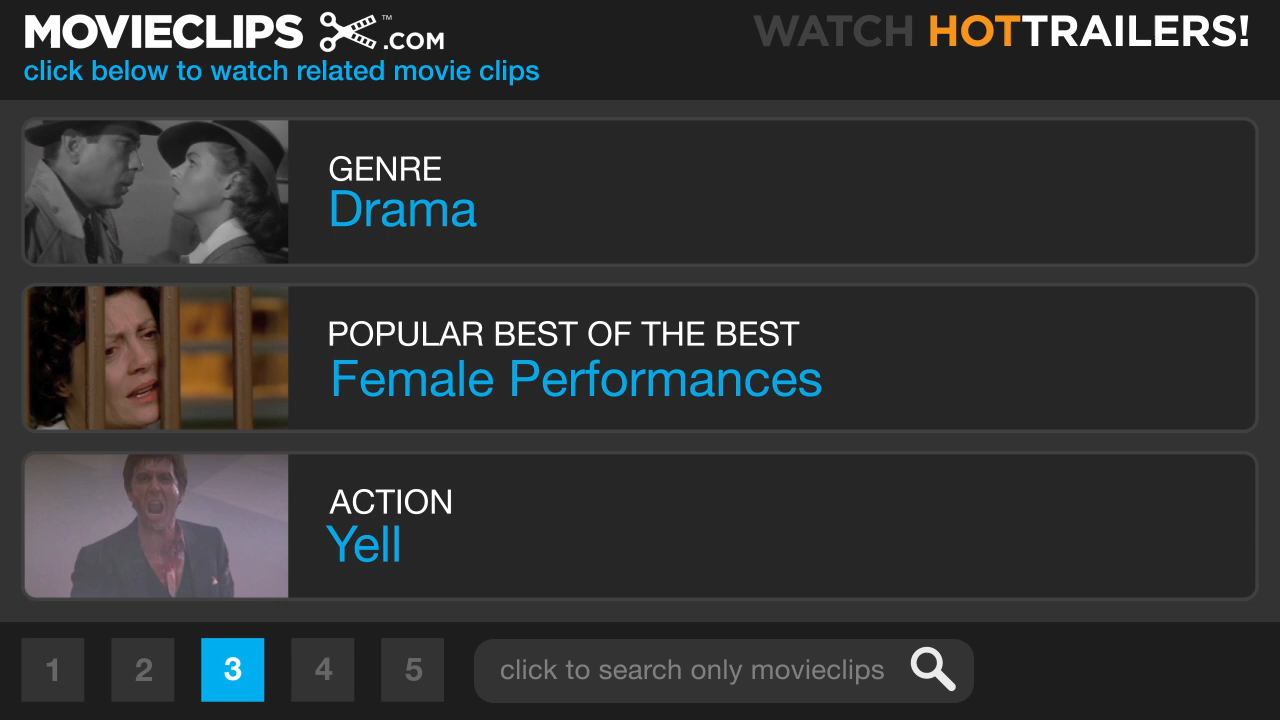 MOVIECLIPS ™ .COM
WATCH HOTTRAILERS!
click below to watch related movie clips
GENRE
Drama
POPULAR BEST OF THE BEST
Female Performances
ACTION
Yell
1 2 3 4 5 click to search only movieclips